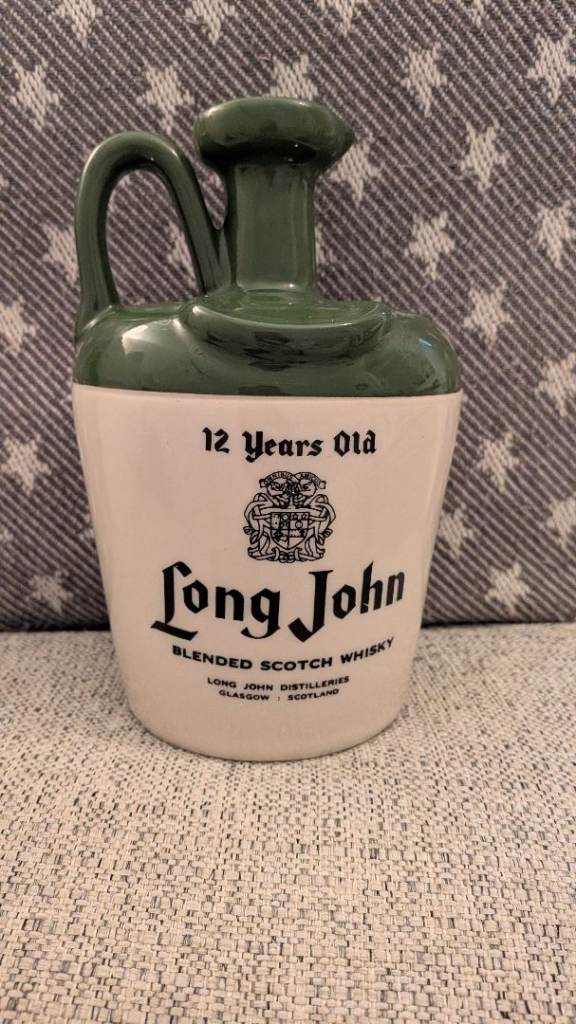 12 Years Old
Long John
BLENDED SCOTCH WHISKY
LONG JOHN DISTILLERIES
GLASGOW : SCOTLAND